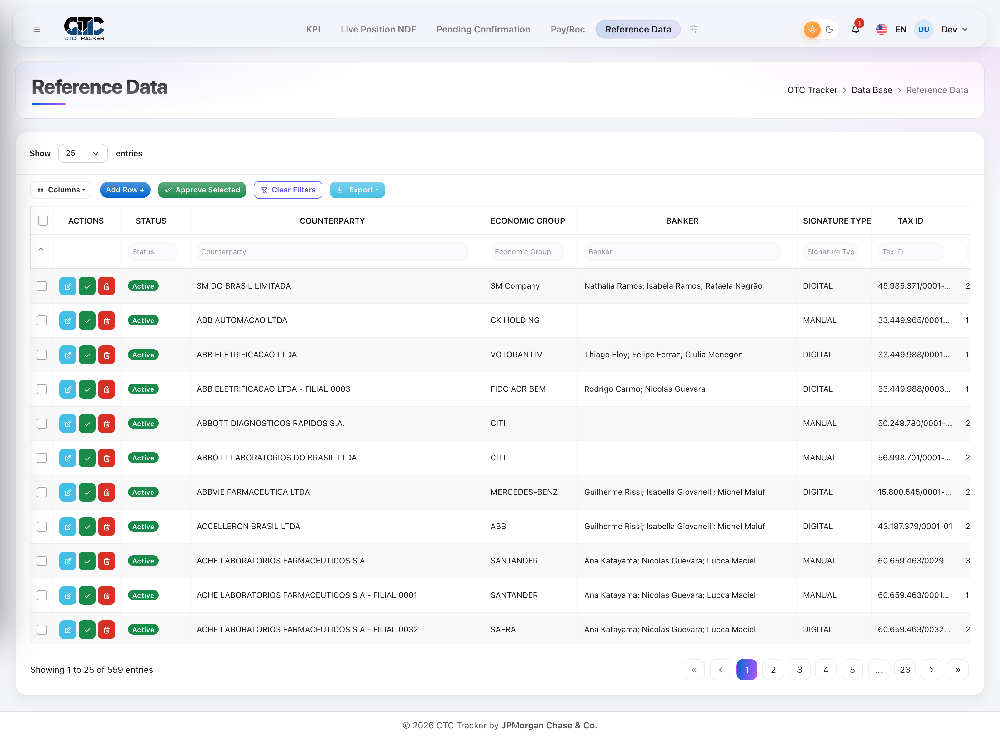 OTC
OTC TRACKER
KPI Live Position NDF Pending Confirmation Pay/Rec Reference Data
1
EN DU Dev
Reference Data
OTC Tracker > Data Base > Reference Data
Show 25 entries
Columns Add Row + Approve Selected Clear Filters Export
ACTIONS STATUS COUNTERPARTY ECONOMIC GROUP BANKER SIGNATURE TYPE TAX ID
Status Counterparty Economic Group Banker Signature Typ Tax ID
Active 3M DO BRASIL LIMITADA 3M Company Nathalia Ramos; Isabela Ramos; Rafaela Negrão DIGITAL 45.985.371/0001-... 2
Active ABB AUTOMACAO LTDA CK HOLDING MANUAL 33.449.965/0001... 1
Active ABB ELETRIFICACAO LTDA VOTORANTIM Thiago Eloy; Felipe Ferraz; Giulia Menegon DIGITAL 33.449.988/0001... 1
Active ABB ELETRIFICACAO LTDA - FILIAL 0003 FIDC ACR BEM Rodrigo Carmo; Nicolas Guevara DIGITAL 33.449.988/0003... 1
Active ABBOTT DIAGNOSTICOS RAPIDOS S.A. CITI MANUAL 50.248.780/0001-... 2
Active ABBOTT LABORATORIOS DO BRASIL LTDA CITI MANUAL 56.998.701/0001-... 2
Active ABBVIE FARMACEUTICA LTDA MERCEDES-BENZ Guilherme Rissi; Isabella Giovanelli; Michel Maluf DIGITAL 15.800.545/0001-... 2
Active ACCELLERON BRASIL LTDA ABB Guilherme Rissi; Isabella Giovanelli; Michel Maluf DIGITAL 43.187.379/0001-01 2
Active ACHE LABORATORIOS FARMACEUTICOS S A SANTANDER Ana Katayama; Nicolas Guevara; Lucca Maciel MANUAL 60.659.463/0029... 3
Active ACHE LABORATORIOS FARMACEUTICOS S A - FILIAL 0001 SANTANDER Ana Katayama; Nicolas Guevara; Lucca Maciel MANUAL 60.659.463/0001... 1
Active ACHE LABORATORIOS FARMACEUTICOS S A - FILIAL 0032 SAFRA Ana Katayama; Nicolas Guevara; Lucca Maciel DIGITAL 60.659.463/0032... 2
Showing 1 to 25 of 559 entries
« ‹ 1 2 3 4 5 ... 23 › »
© 2026 OTC Tracker by JPMorgan Chase & Co.